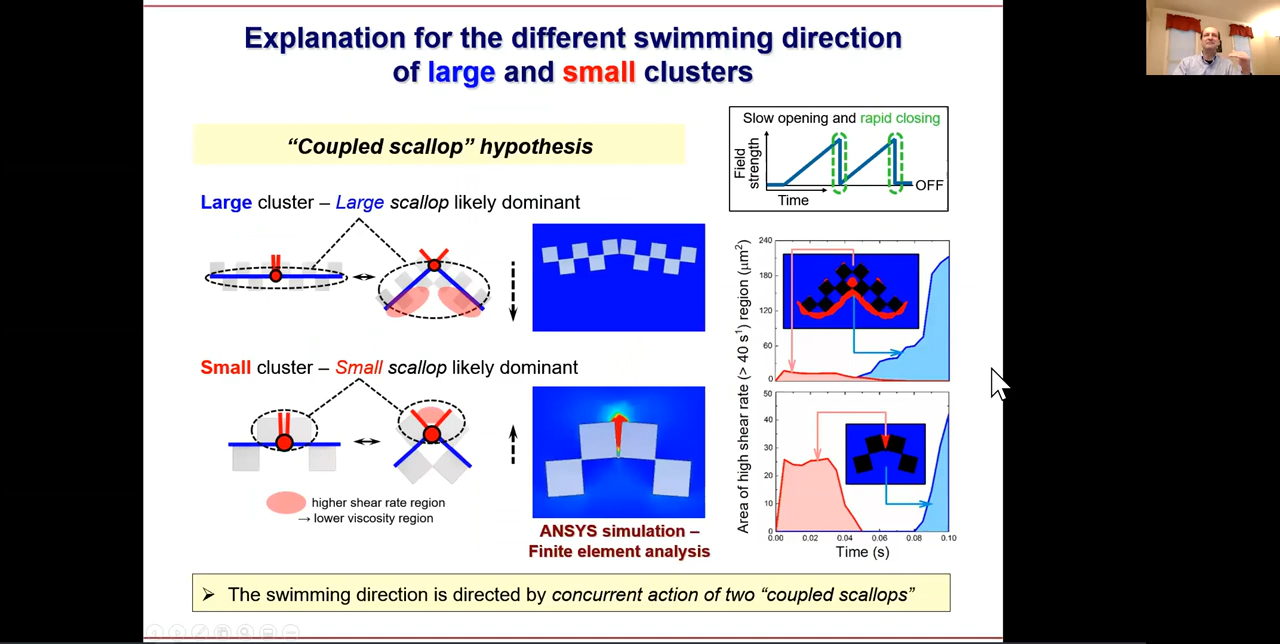 Explanation for the different swimming direction
of large and small clusters
“Coupled scallop” hypothesis
Large cluster – Large scallop likely dominant
Small cluster – Small scallop likely dominant
higher shear rate region
→ lower viscosity region
ANSYS simulation –
Finite element analysis
Slow opening and rapid closing
Field
strength
OFF
Time
Area of high shear rate (> 40 s¹) region (μm²)
240
180
120
60
0
50
40
30
20
10
0
0.00 0.02 0.04 0.06 0.08 0.10
Time (s)
➢ The swimming direction is directed by concurrent action of two “coupled scallops”